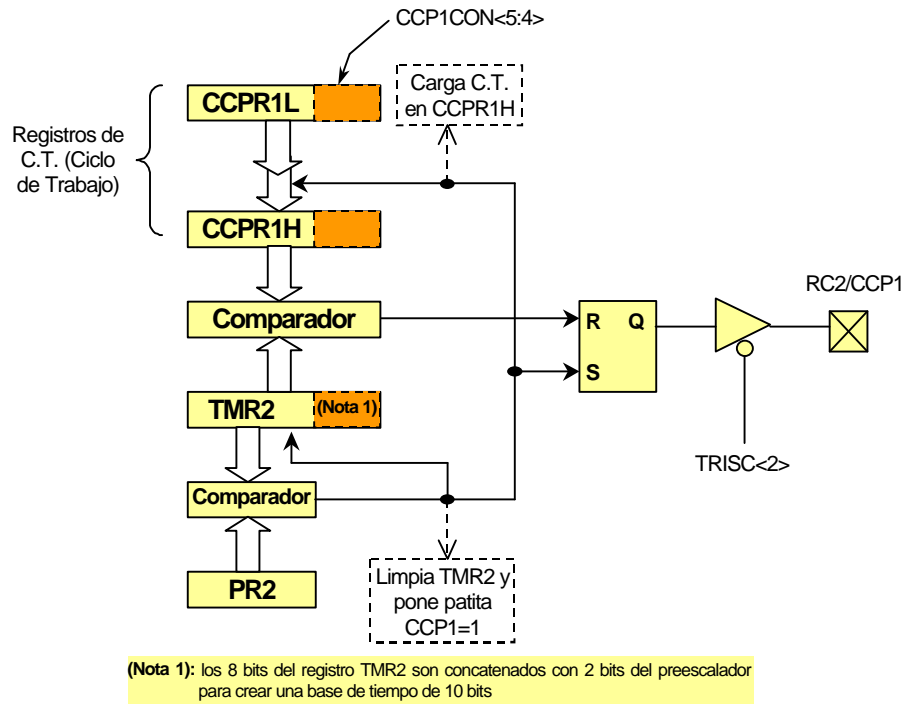 CCP1CON<5:4>
CCPR1L
Carga C.T.
en CCPR1H
Registros de
C.T. (Ciclo
de Trabajo)
CCPR1H
RC2/CCP1
Comparador
R
Q
S
TMR2
(Nota 1)
TRISC<2>
Comparador
PR2
Limpia TMR2 y
pone patita
CCP1=1
(Nota 1): los 8 bits del registro TMR2 son concatenados con 2 bits del preescalador
para crear una base de tiempo de 10 bits